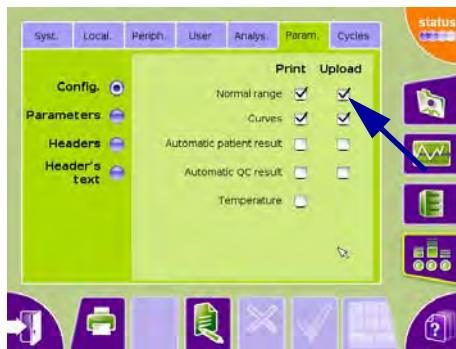 status
Syst. Local. Periph. User Analys. Param. Cycles
Print Upload
Config. Normal range
Parameters Curves
Headers Automatic patient result
Header's
text
Automatic QC result
Temperature